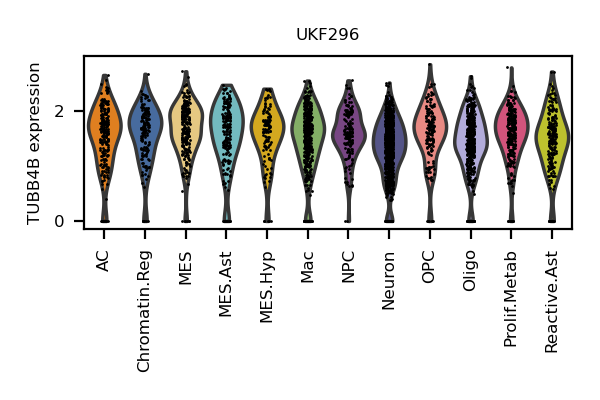 UKF296
TUBB4B expression
2
0
AC
Chromatin.Reg
MES
MES.Ast
MES.Hyp
Mac
NPC
Neuron
OPC
Oligo
Prolif.Metab
Reactive.Ast